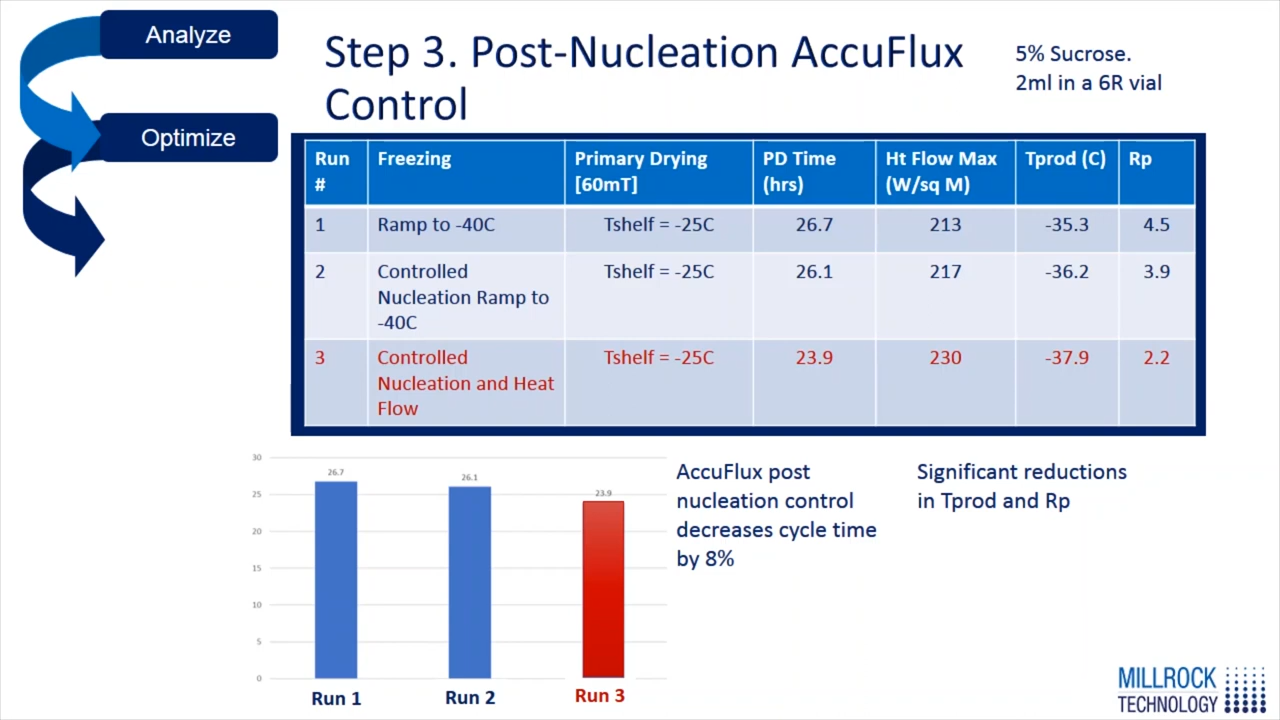 Analyze
Optimize
Step 3. Post-Nucleation AccuFlux
Control
5% Sucrose.
2ml in a 6R vial
Run
#
Freezing
Primary Drying
[60mT]
PD Time
(hrs)
Ht Flow Max
(W/sq M)
Tprod (C)
Rp
1
Ramp to -40C
Tshelf = -25C
26.7
213
-35.3
4.5
2
Controlled
Nucleation Ramp to
-40C
Tshelf = -25C
26.1
217
-36.2
3.9
3
Controlled
Nucleation and Heat
Flow
Tshelf = -25C
23.9
230
-37.9
2.2
30
25
20
15
10
5
0
26.7
26.1
23.9
Run 1
Run 2
Run 3
AccuFlux post
nucleation control
decreases cycle time
by 8%
Significant reductions
in Tprod and Rp
MILLROCK
TECHNOLOGY